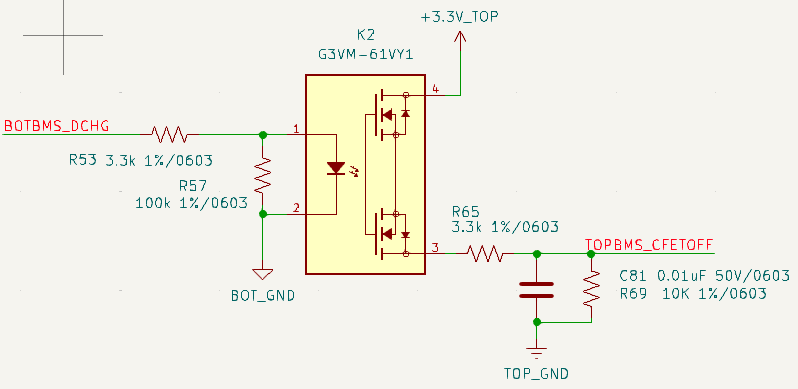 +3.3V_TOP
K2
G3VM-61VY1
4
BOTBMS_DCHG
1
R53 3.3k 1%/0603
R57
100k 1%/0603
2
R65
3.3k 1%/0603
3
TOPBMS_CFETOFF
C81 0.01uF 50V/0603
R69 10K 1%/0603
BOT_GND
TOP_GND